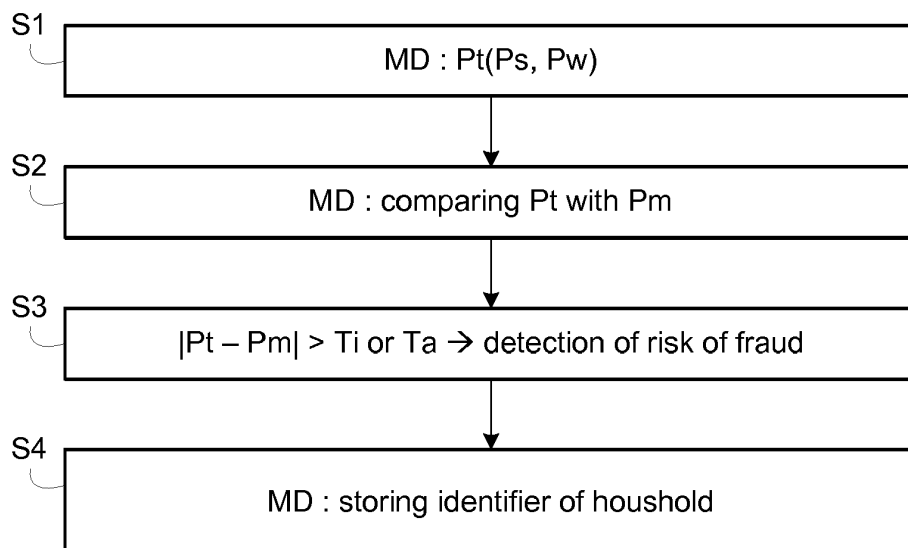 S1
MD : Pt(Ps, Pw)
S2
MD : comparing Pt with Pm
S3
|Pt – Pm| > Ti or Ta → detection of risk of fraud
S4
MD : storing identifier of houshold